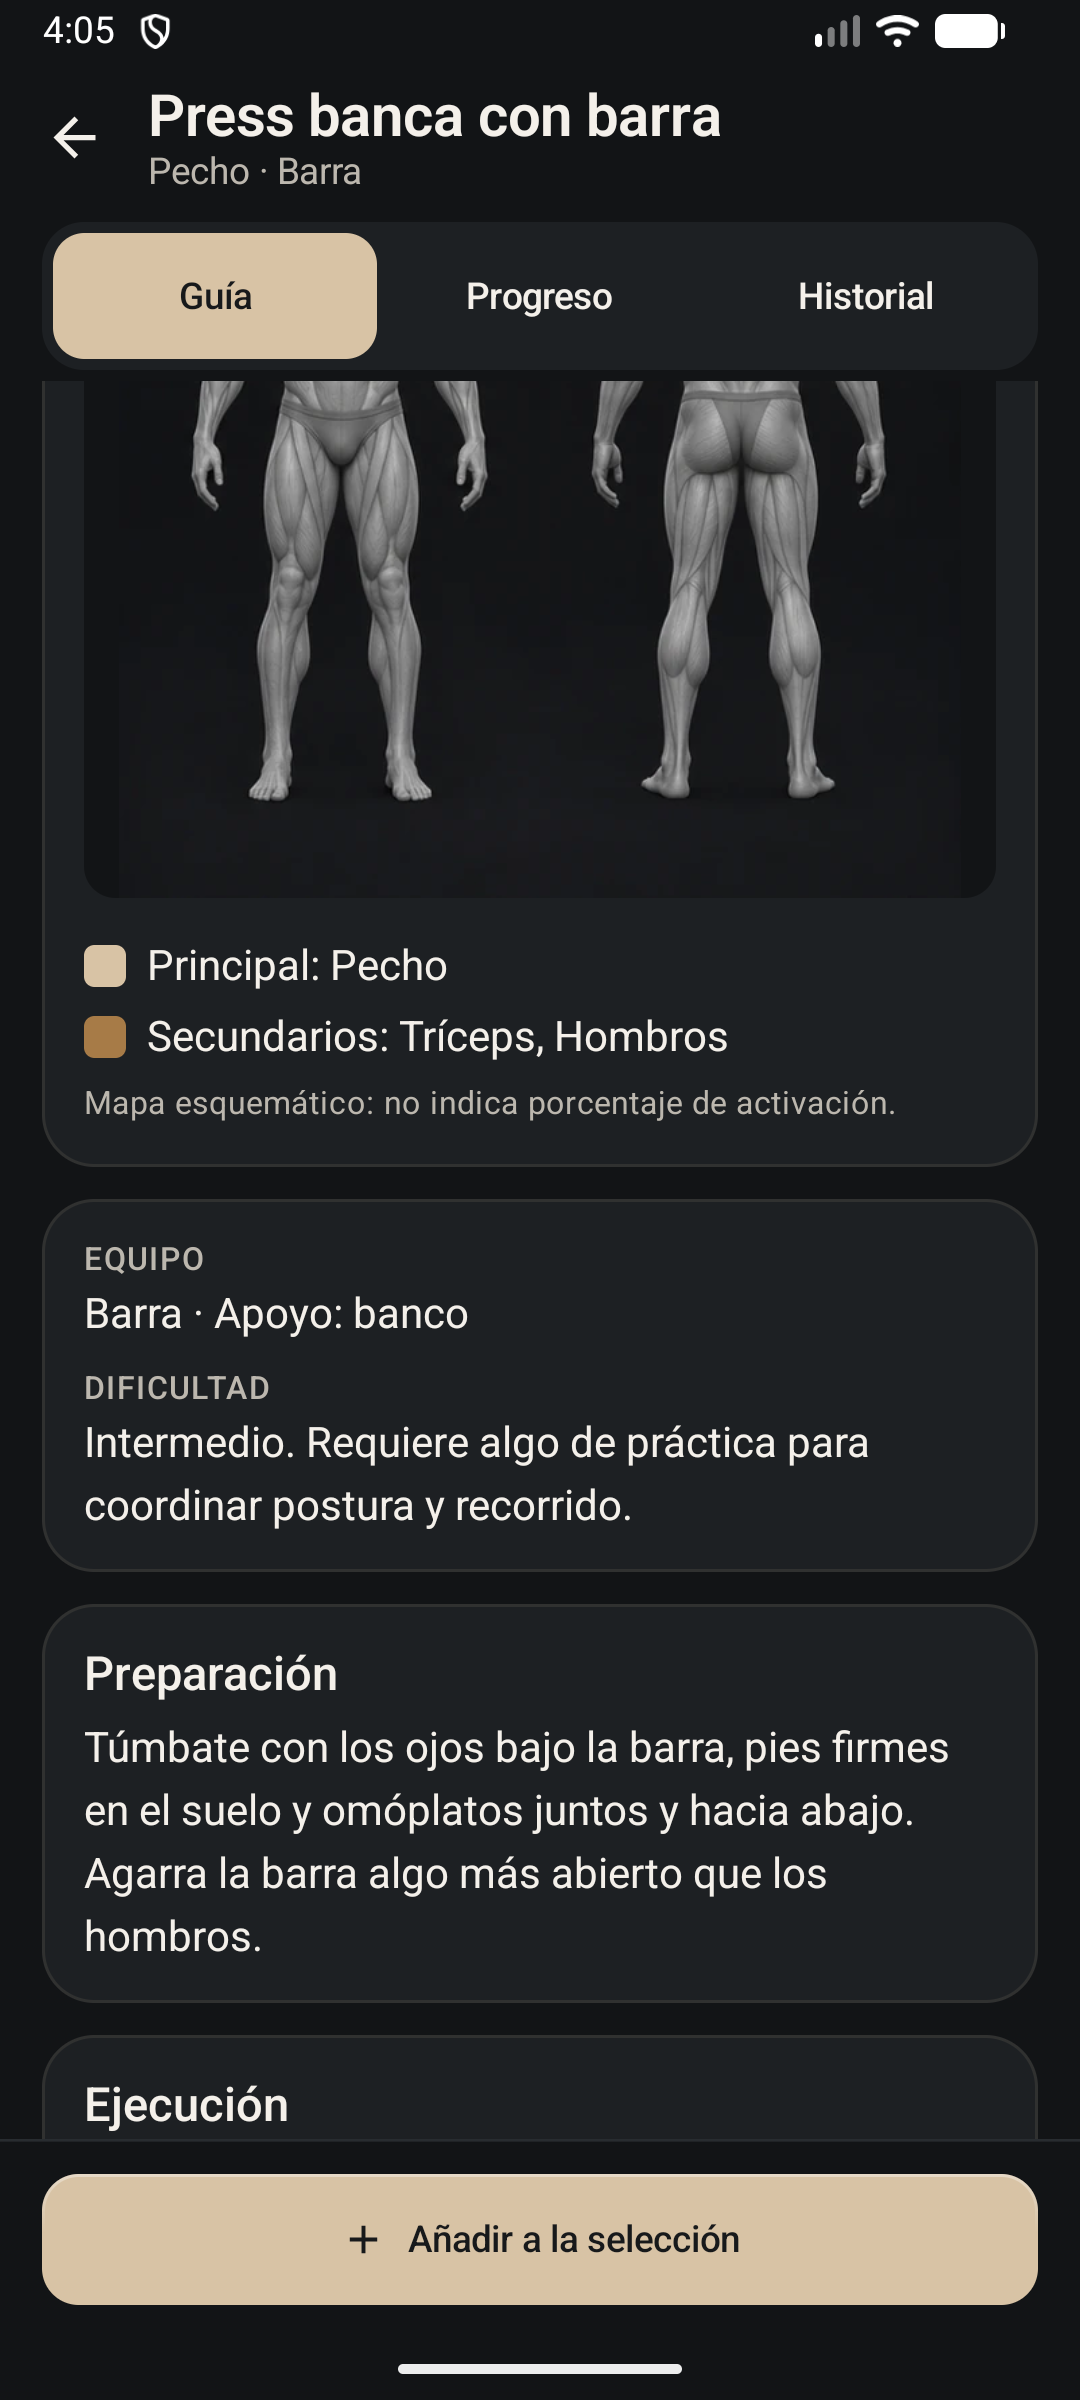 4:05
Press banca con barra
Pecho · Barra
Guía
Progreso
Historial
Principal: Pecho
Secundarios: Tríceps, Hombros
Mapa esquemático: no indica porcentaje de activación.
EQUIPO
Barra · Apoyo: banco
DIFICULTAD
Intermedio. Requiere algo de práctica para
coordinar postura y recorrido.
Preparación
Túmbate con los ojos bajo la barra, pies firmes
en el suelo y omóplatos juntos y hacia abajo.
Agarra la barra algo más abierto que los
hombros.
Ejecución
+ Añadir a la selección